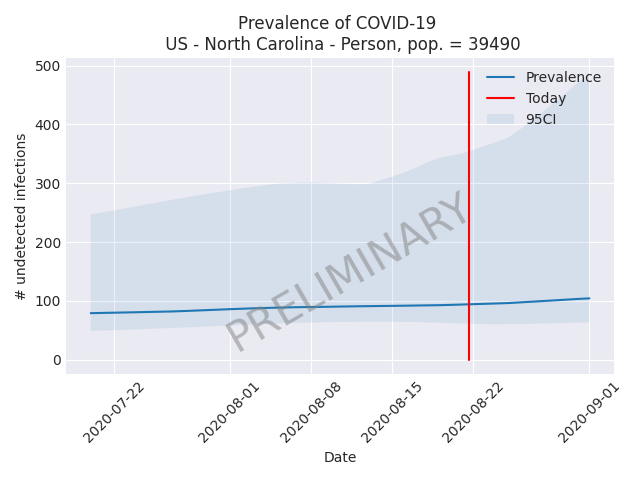 Prevalence of COVID-19
US - North Carolina - Person, pop. = 39490
500
400
300
200
100
0
# undetected infections
Prevalence
Today
95CI
PRELIMINARY
2020-07-22
2020-08-01
2020-08-08
2020-08-15
2020-08-22
2020-09-01
Date